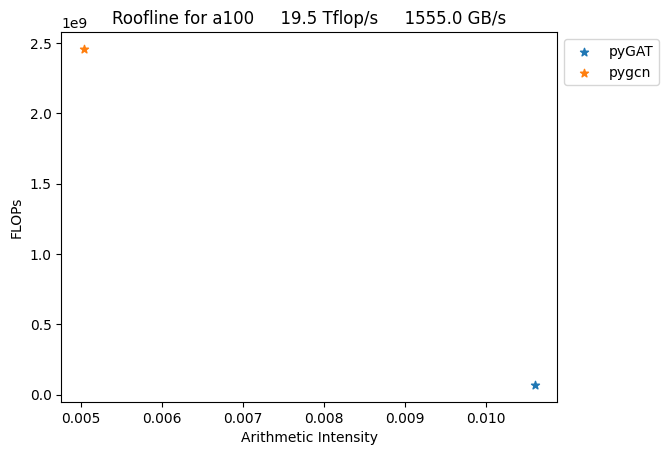 Roofline for a100 19.5 Tflop/s 1555.0 GB/s
1e9
2.5
2.0
1.5
1.0
0.5
0.0
FLOPs
0.005 0.006 0.007 0.008 0.009 0.010
Arithmetic Intensity
pyGAT
pygcn